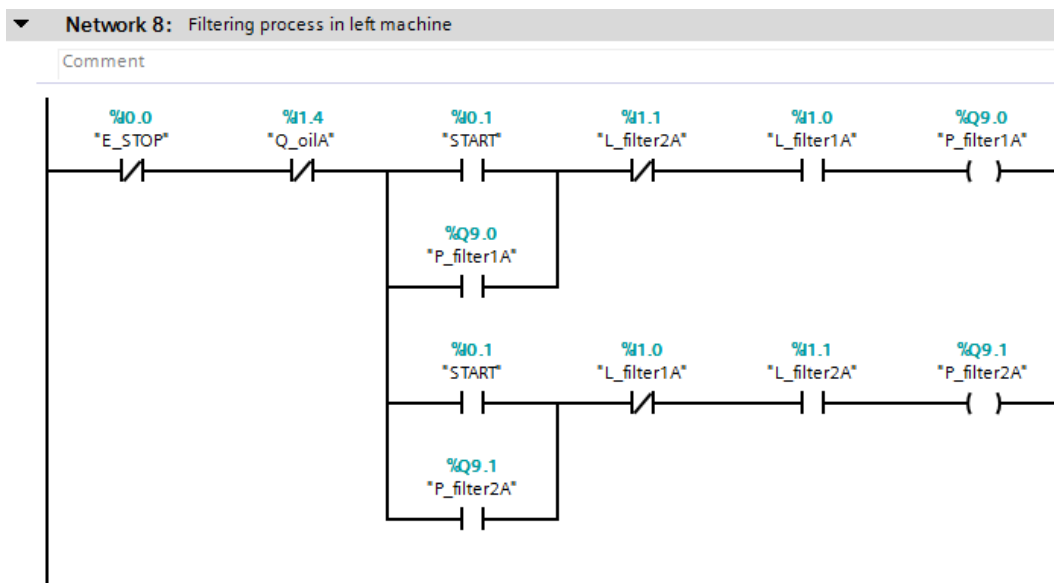 Network 8: Filtering process in left machine
Comment
%I0.0 %I1.4 %I0.1 %I1.1 %I1.0 %Q9.0
"E_STOP" "Q_oilA" "START" "L_filter2A" "L_filter1A" "P_filter1A"
%Q9.0
"P_filter1A"
%I0.1 %I1.0 %I1.1 %Q9.1
"START" "L_filter1A" "L_filter2A" "P_filter2A"
%Q9.1
"P_filter2A"